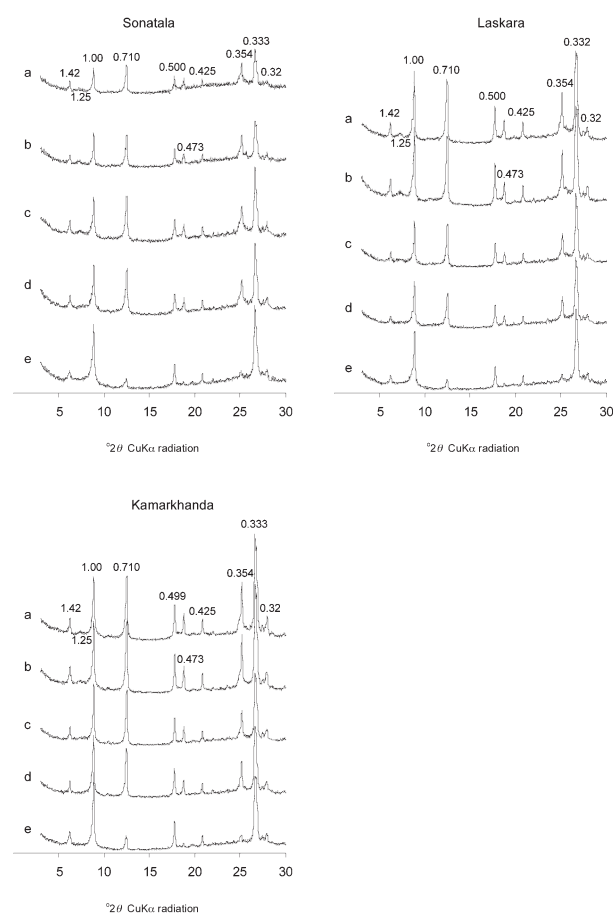 Sonatala
0.333
1.00 0.710 0.354
1.42 0.500 0.425 0.32
a
1.25
b 0.473
c
d
e
5 10 15 20 25 30
°2θ CuKα radiation
Laskara
0.332
1.00
0.710
0.354
0.500
1.42 0.425 0.32
a
1.25
b 0.473
c
d
e
5 10 15 20 25 30
°2θ CuKα radiation
Kamarkhanda
0.333
1.00 0.710
0.354
0.499
1.42 0.425 0.32
a
1.25
b 0.473
c
d
e
5 10 15 20 25 30
°2θ CuKα radiation